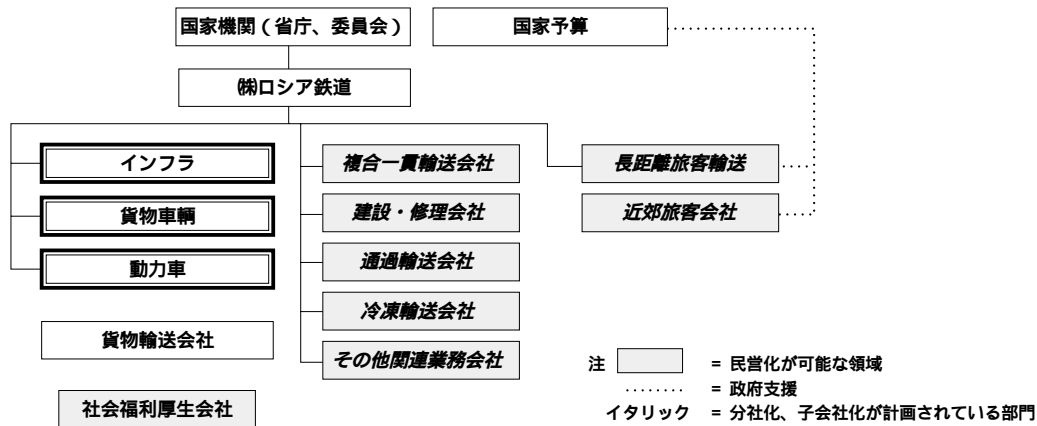 国家機関（省庁、委員会）
国家予算
㈱ロシア鉄道
インフラ
複合一貫輸送会社
長距離旅客輸送
貨物車輌
建設・修理会社
近郊旅客会社
動力車
通過輸送会社
冷凍輸送会社
貨物輸送会社
その他関連業務会社
社会福利厚生会社
注 = 民営化が可能な領域
= 政府支援
イタリック = 分社化、子会社化が計画されている部門